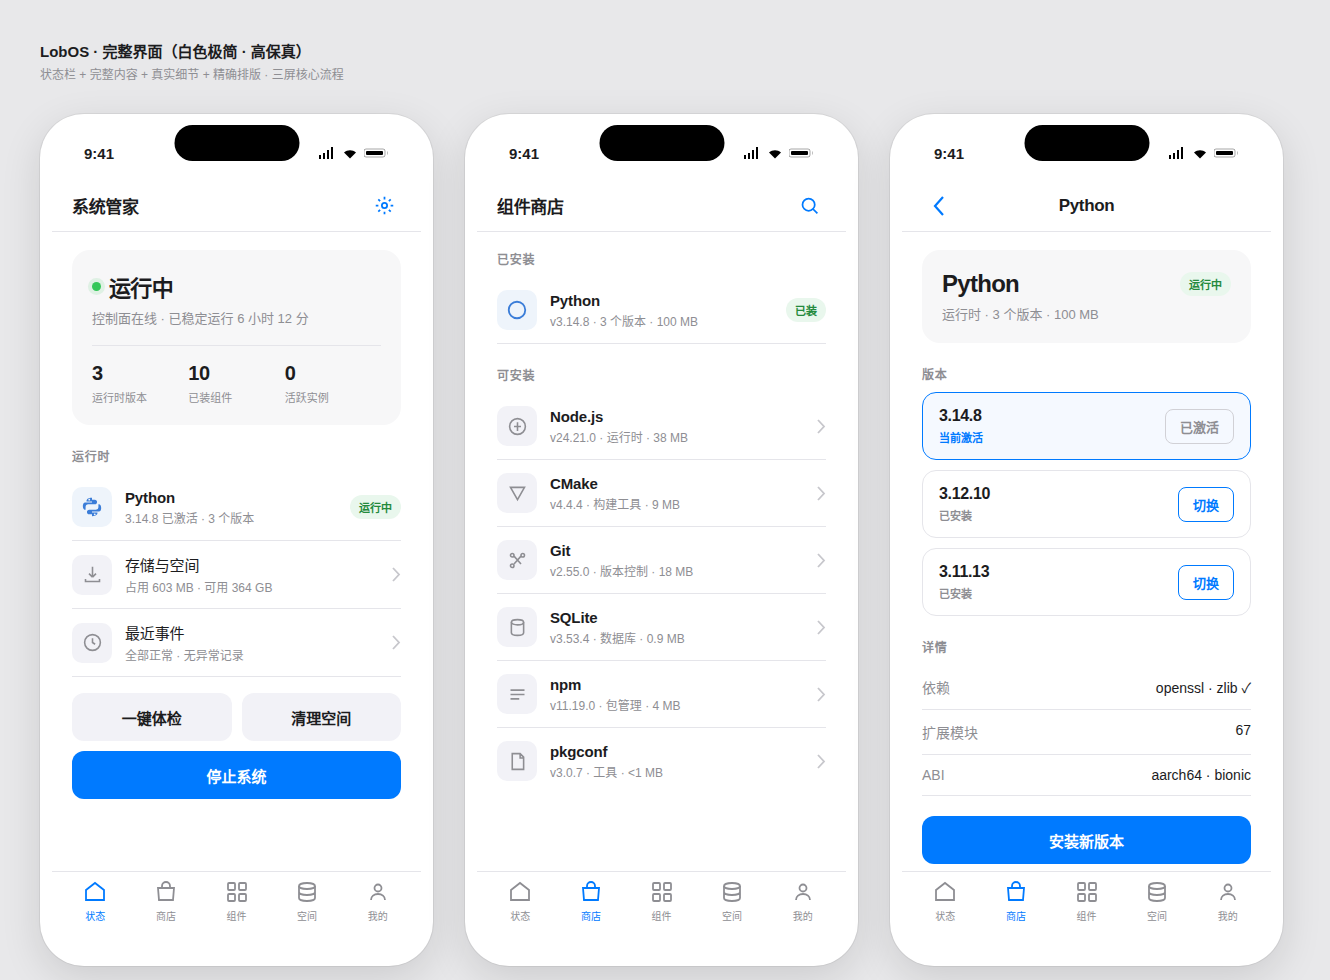 LobOS · 完整界面（白色极简 · 高保真）
状态栏 + 完整内容 + 真实细节 + 精确排版 · 三屏核心流程
9:41
系统管家
运行中
控制面在线 · 已稳定运行 6 小时 12 分
3
10
0
运行时版本
已装组件
活跃实例
运行时
Python
3.14.8 已激活 · 3 个版本
运行中
存储与空间
占用 603 MB · 可用 364 GB
最近事件
全部正常 · 无异常记录
一键体检
清理空间
停止系统
状态
商店
组件
空间
我的
9:41
组件商店
已安装
Python
v3.14.8 · 3 个版本 · 100 MB
已装
可安装
Node.js
v24.21.0 · 运行时 · 38 MB
CMake
v4.4.4 · 构建工具 · 9 MB
Git
v2.55.0 · 版本控制 · 18 MB
SQLite
v3.53.4 · 数据库 · 0.9 MB
npm
v11.19.0 · 包管理 · 4 MB
pkgconf
v3.0.7 · 工具 · <1 MB
状态
商店
组件
空间
我的
9:41
Python
Python
运行中
运行时 · 3 个版本 · 100 MB
版本
3.14.8
当前激活
已激活
3.12.10
已安装
切换
3.11.13
已安装
切换
详情
依赖
openssl · zlib ✓
扩展模块
67
ABI
aarch64 · bionic
安装新版本
状态
商店
组件
空间
我的